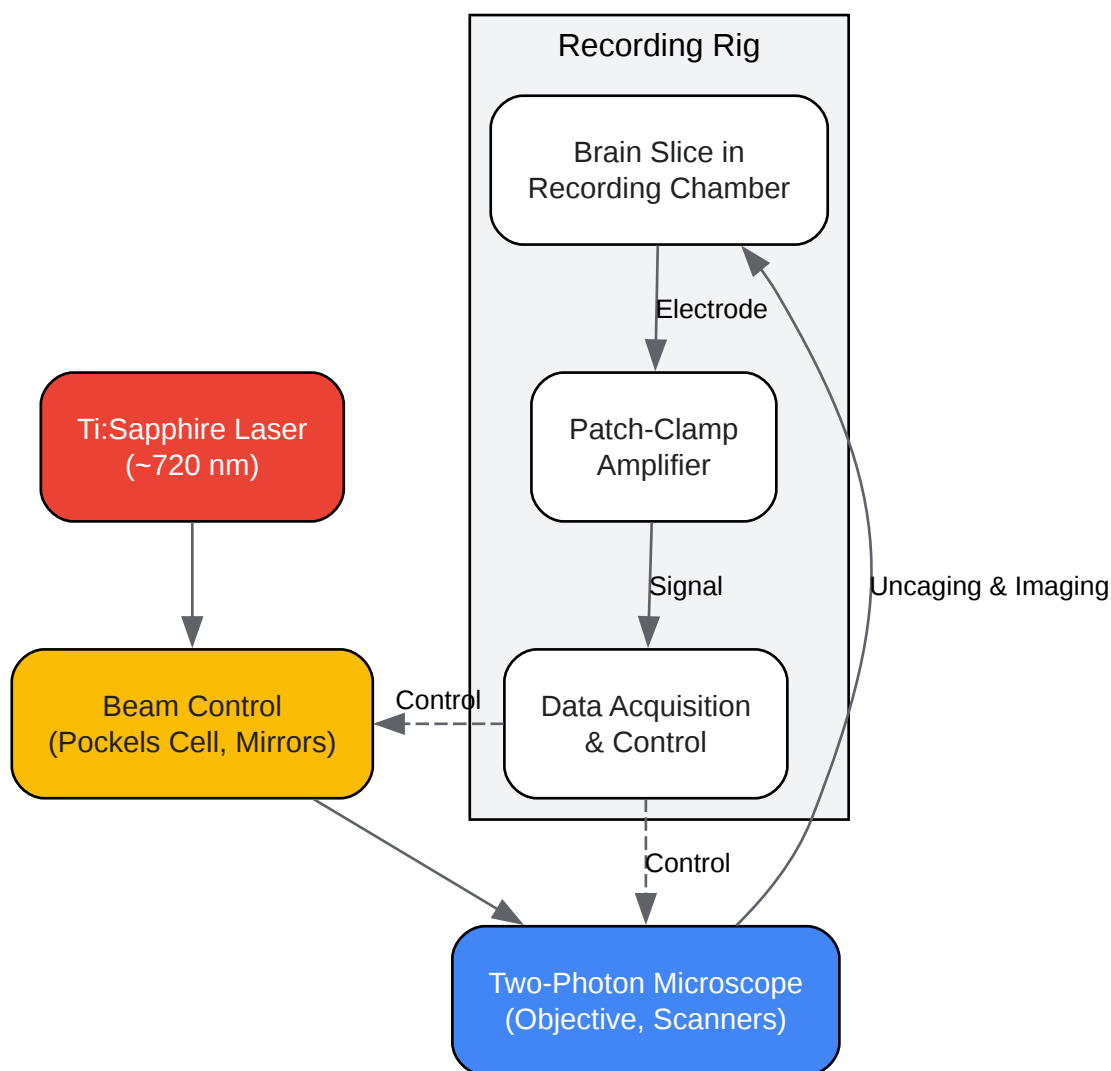 Recording Rig
Brain Slice in
Recording Chamber
Electrode
Ti:Sapphire Laser
(~720 nm)
Patch-Clamp
Amplifier
Signal
Uncaging & Imaging
Beam Control
(Pockels Cell, Mirrors)
Control
Data Acquisition
& Control
Control
Two-Photon Microscope
(Objective, Scanners)